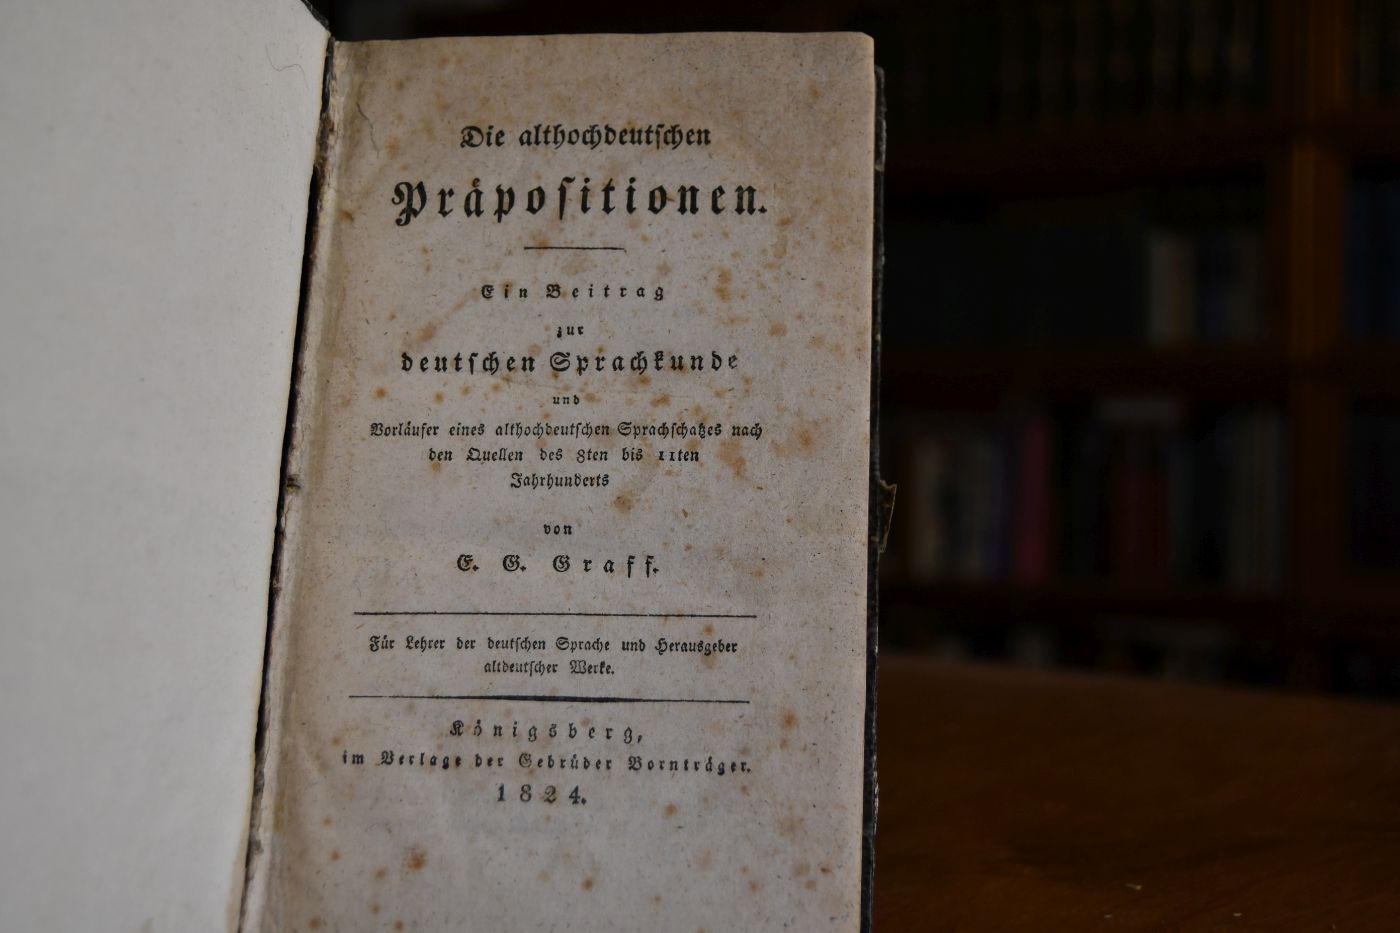 Die althochdeutſchen
Präpoſitionen.
Ein Beitrag
zur
deutſchen Sprachkunde
und
Vorläufer eines althochdeutſchen Sprachſchatzes nach
den Quellen des 8ten bis 11ten
Jahrhunderts
von
E. G. Graff.
Für Lehrer der deutſchen Sprache und Herausgeber
altdeutſcher Werke.
Königsberg,
im Verlage der Gebrüder Bornträger.
1824.